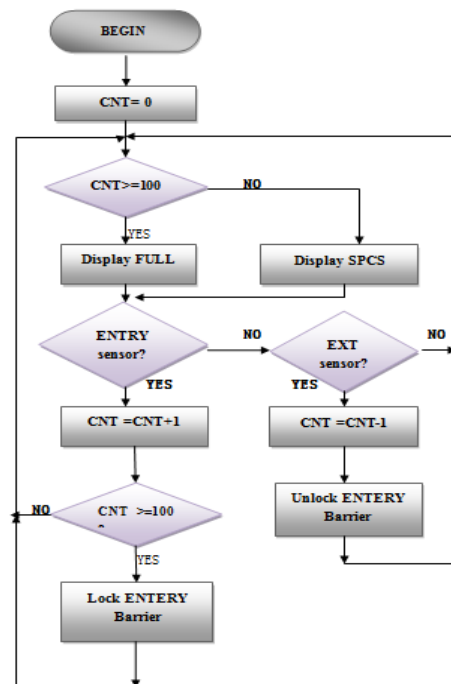 BEGIN
CNT= 0
CNT>=100
NO
YES
Display FULL
Display SPCS
ENTRY
sensor?
NO
EXT
sensor?
NO
YES
YES
CNT =CNT+1
CNT =CNT-1
NO
CNT >=100
?
Unlock ENTERY
Barrier
YES
Lock ENTERY
Barrier